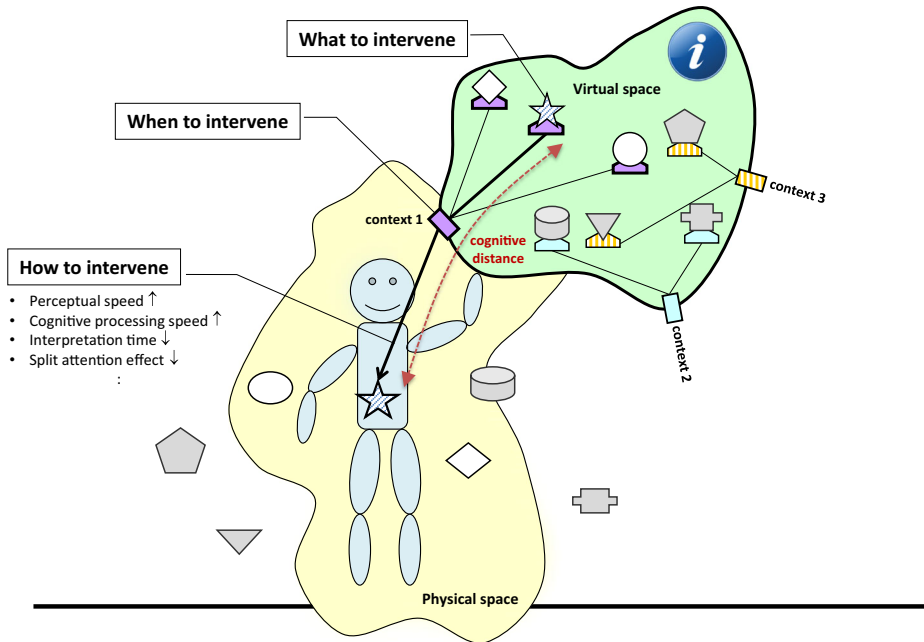 What to intervene
i
Virtual space
When to intervene
context 3
context 1
cognitive
distance
How to intervene
• Perceptual speed ↑
• Cognitive processing speed ↑
• Interpretation time ↓
• Split attention effect ↓
:
context 2
Physical space